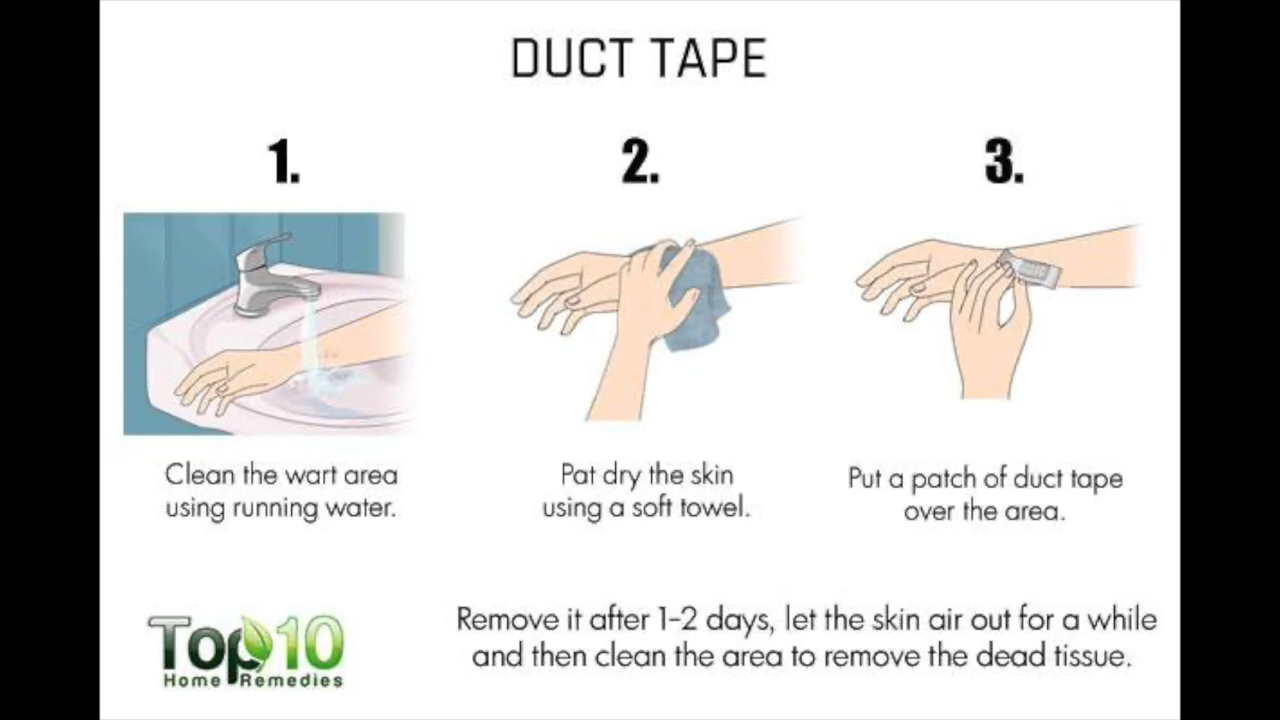 DUCT TAPE
1.
Clean the wart area
using running water.
2.
Pat dry the skin
using a soft towel.
3.
Put a patch of duct tape
over the area.
Top10
Home Remedies
Remove it after 1-2 days, let the skin air out for a while
and then clean the area to remove the dead tissue.